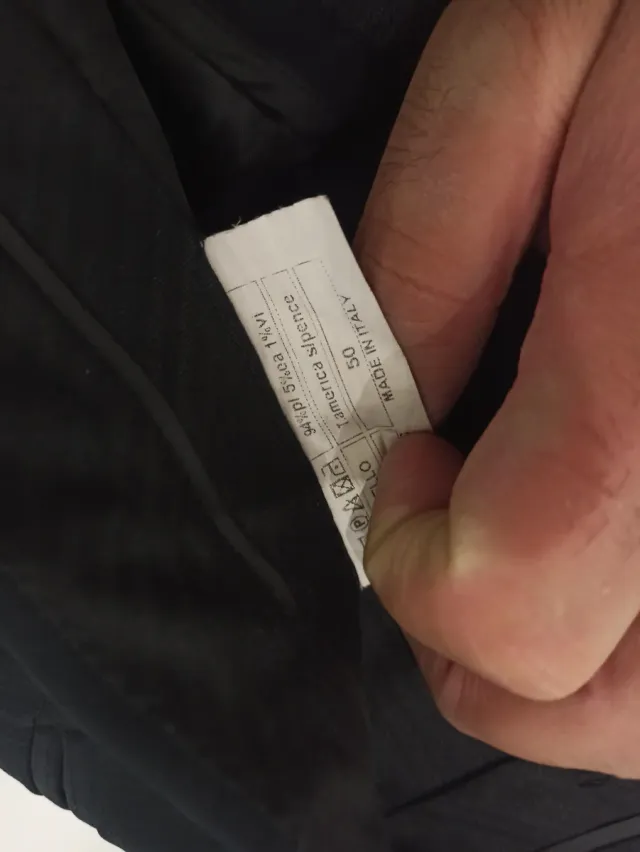 94%pl 5%ea 1%VI
1america s/pence
50
MADE IN ITALY
P